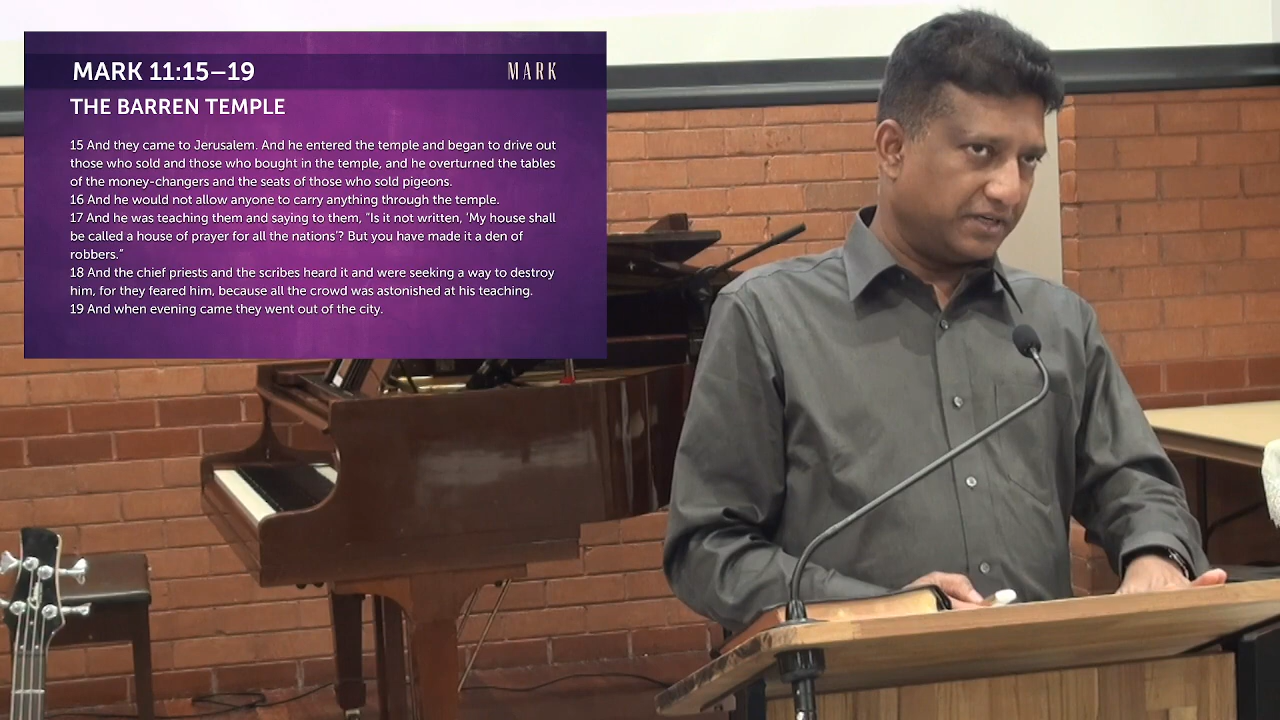 MARK 11:15–19
MARK
THE BARREN TEMPLE
15 And they came to Jerusalem. And he entered the temple and began to drive out
those who sold and those who bought in the temple, and he overturned the tables
of the money-changers and the seats of those who sold pigeons.
16 And he would not allow anyone to carry anything through the temple.
17 And he was teaching them and saying to them, “Is it not written, ‘My house shall
be called a house of prayer for all the nations’? But you have made it a den of
robbers.”
18 And the chief priests and the scribes heard it and were seeking a way to destroy
him, for they feared him, because all the crowd was astonished at his teaching.
19 And when evening came they went out of the city.